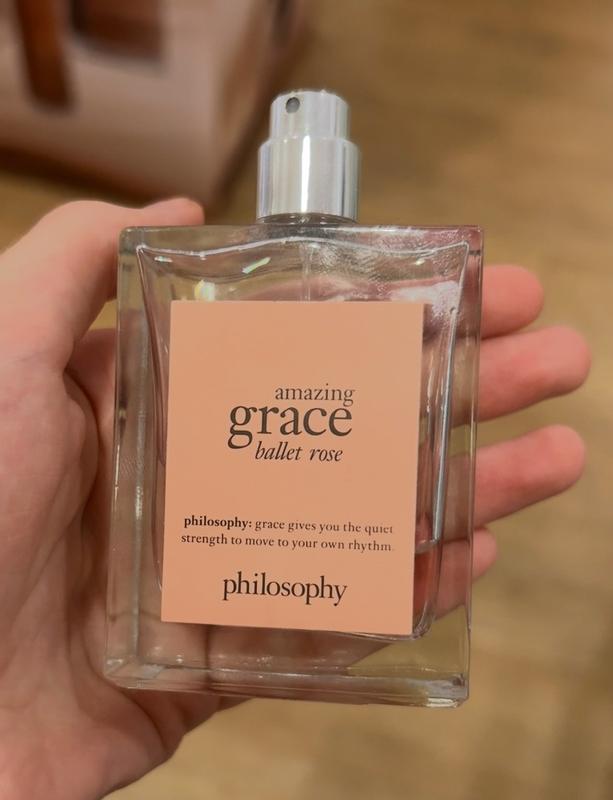 amazing
grace
ballet rose
philosophy: grace gives you the quiet
strength to move to your own rhythm.
philosophy